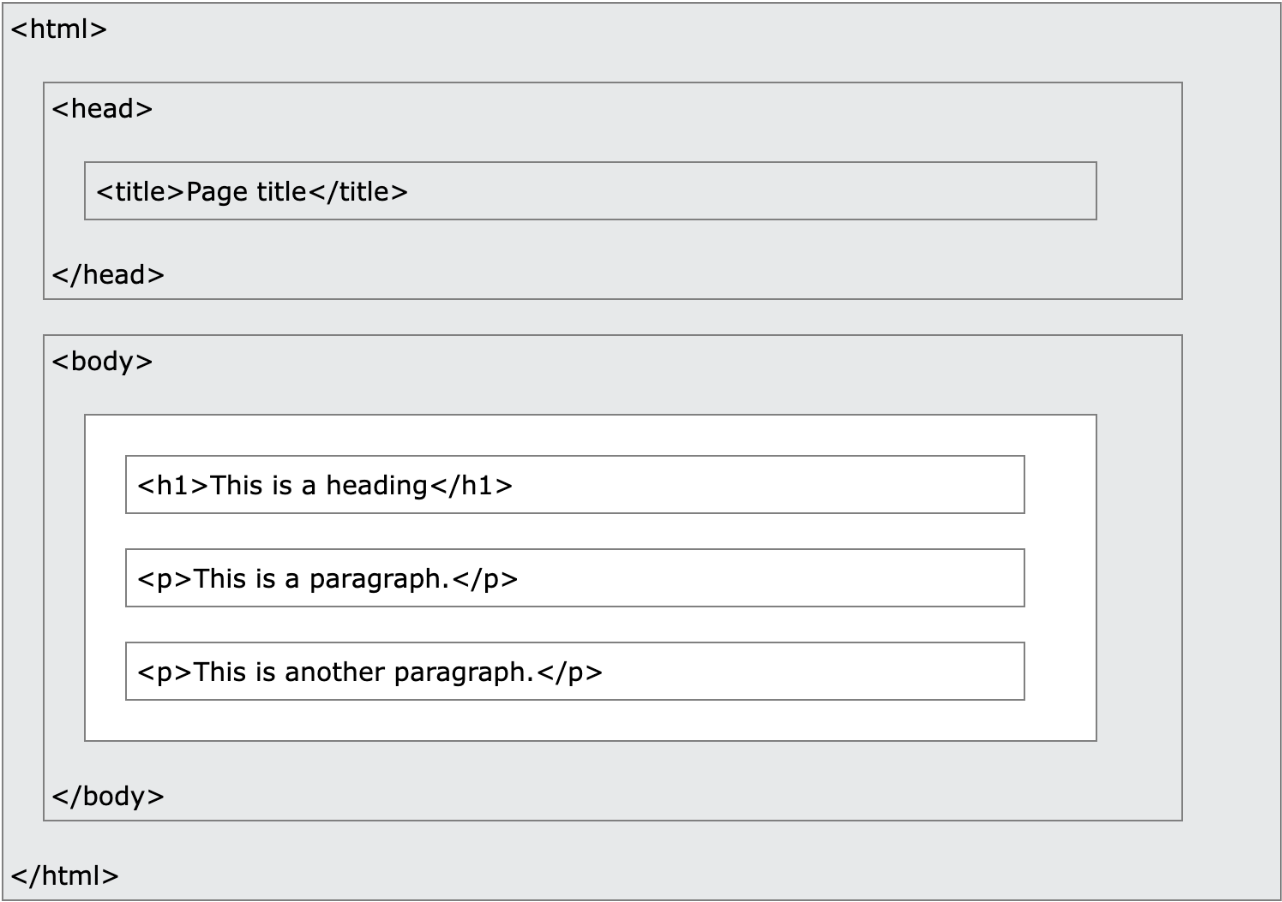 <html>
<head>
<title>Page title</title>
</head>
<body>
<h1>This is a heading</h1>
<p>This is a paragraph.</p>
<p>This is another paragraph.</p>
</body>
</html>